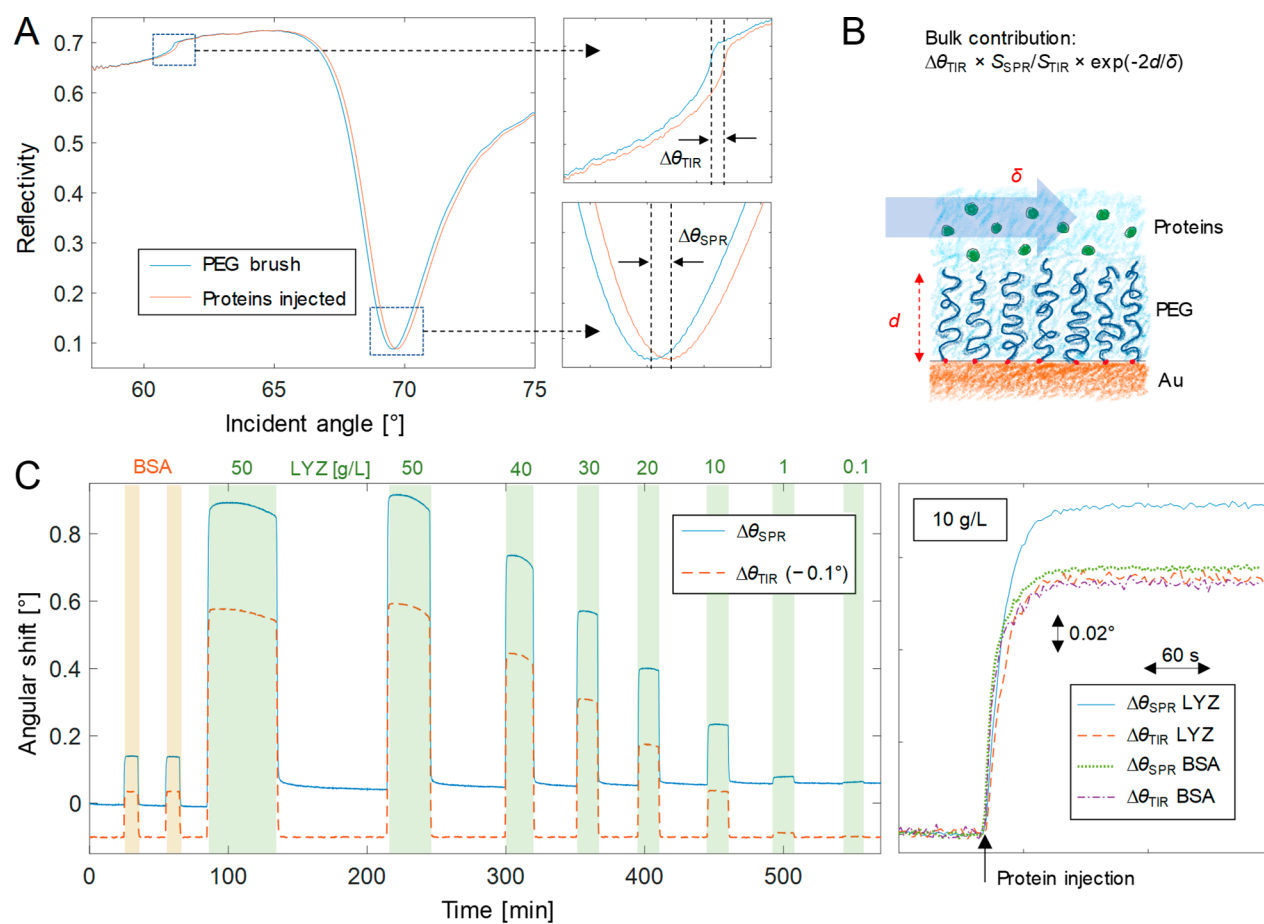 A
0.7
0.6
0.5
0.4
0.3
0.2
0.1
Reflectivity
PEG brush
Proteins injected
60
65
70
75
Incident angle [°]
ΔθTIR
ΔθSPR
B
Bulk contribution:
ΔθTIR × SSPR/STIR × exp(-2d/δ)
δ
Proteins
d
PEG
Au
C
BSA
50
LYZ [g/L]
50
40
30
20
10
1
0.1
0.8
0.6
0.4
0.2
0
Angular shift [°]
ΔθSPR
ΔθTIR (−0.1°)
0
100
200
300
400
500
Time [min]
10 g/L
0.02°
60 s
ΔθSPR LYZ
ΔθTIR LYZ
ΔθSPR BSA
ΔθTIR BSA
Protein injection